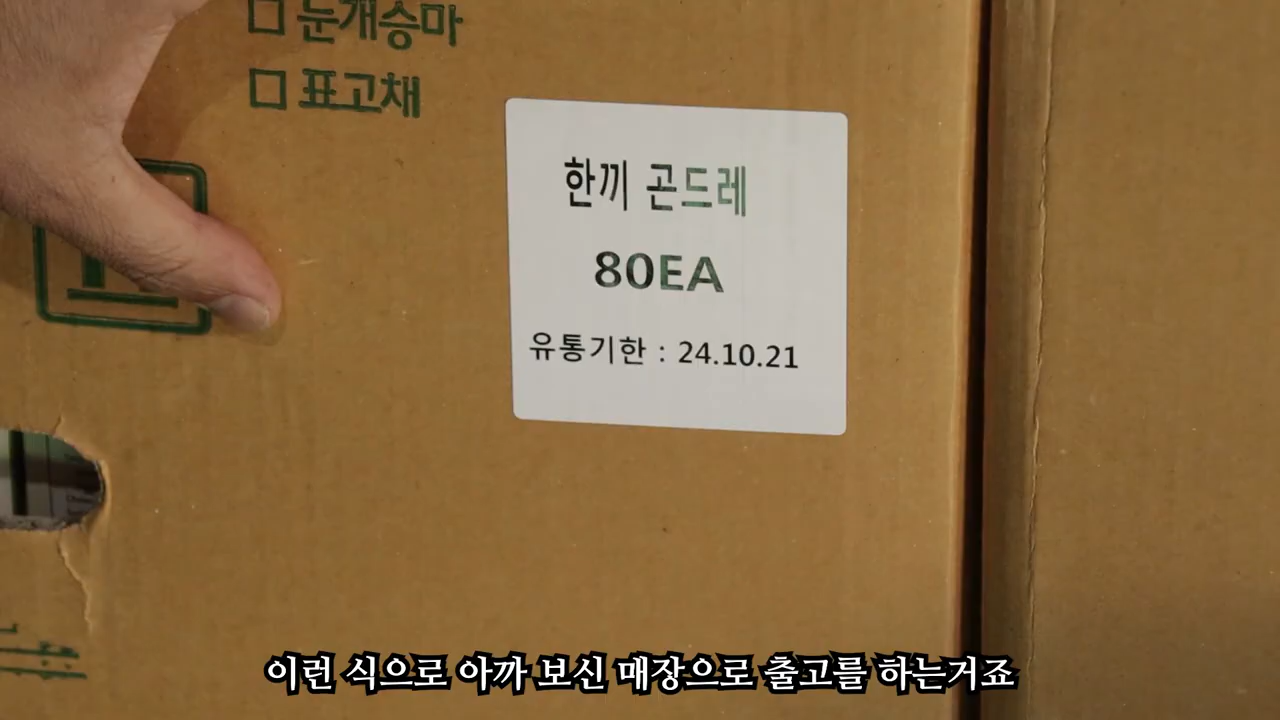 ☐ 눈개승마
☐ 표고채
한끼 곤드레
80EA
유통기한 : 24.10.21
이런 식으로 아까 보신 매장으로 출고를 하는거죠